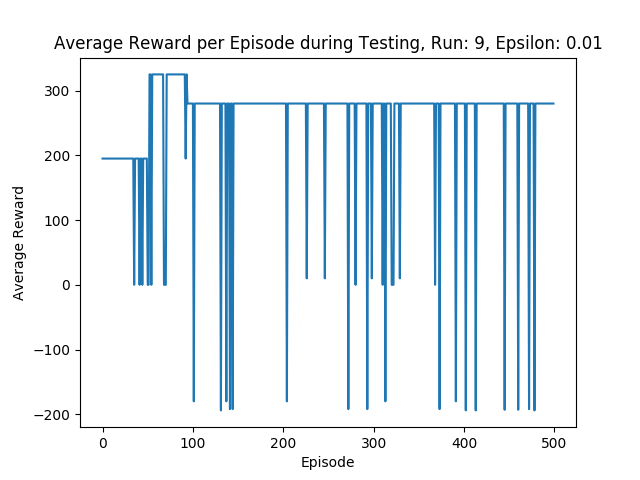 Average Reward per Episode during Testing, Run: 9, Epsilon: 0.01
300
200
100
0
−100
−200
Average Reward
0 100 200 300 400 500
Episode